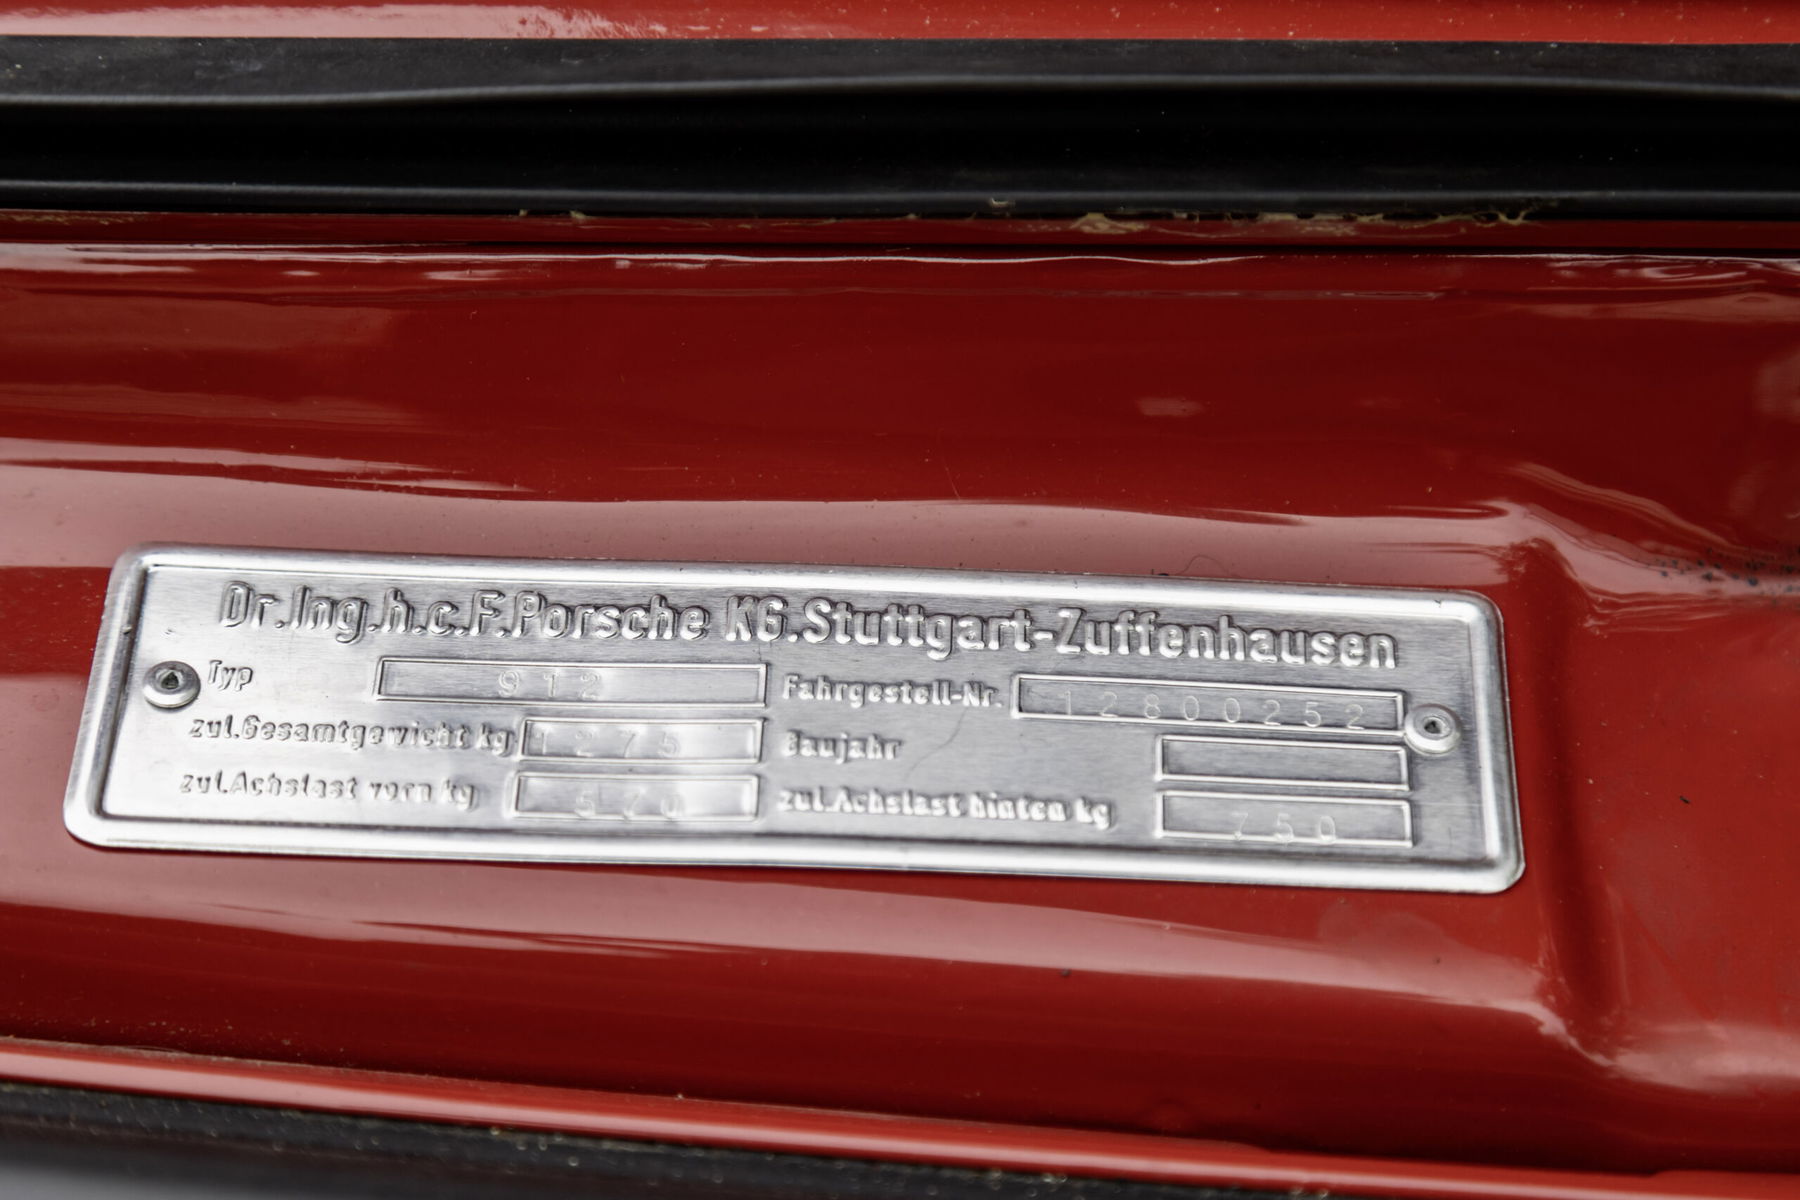 Dr.Ing.h.c.F.Porsche KG.Stuttgart-Zuffenhausen
Typ 912 Fahrgestell-Nr. 12800252
zul.Gesamtgewicht kg 1275 Baujahr
zul.Achslast vorn kg 570 zul.Achslast hinten kg 750